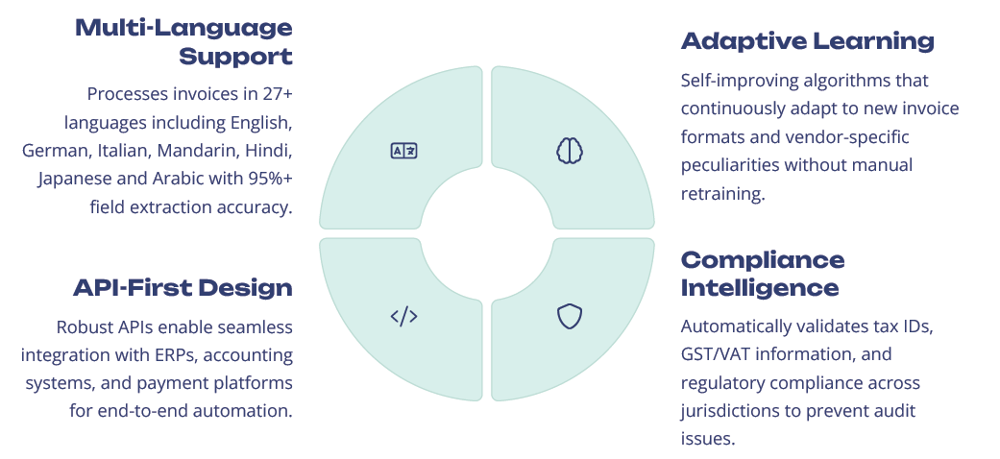 Multi-Language
Support
Processes invoices in 27+
languages including English,
German, Italian, Mandarin, Hindi,
Japanese and Arabic with 95%+
field extraction accuracy.
Adaptive Learning
Self-improving algorithms that
continuously adapt to new invoice
formats and vendor-specific
peculiarities without manual
retraining.
API-First Design
Robust APIs enable seamless
integration with ERPs, accounting
systems, and payment platforms
for end-to-end automation.
Compliance
Intelligence
Automatically validates tax IDs,
GST/VAT information, and
regulatory compliance across
jurisdictions to prevent audit
issues.